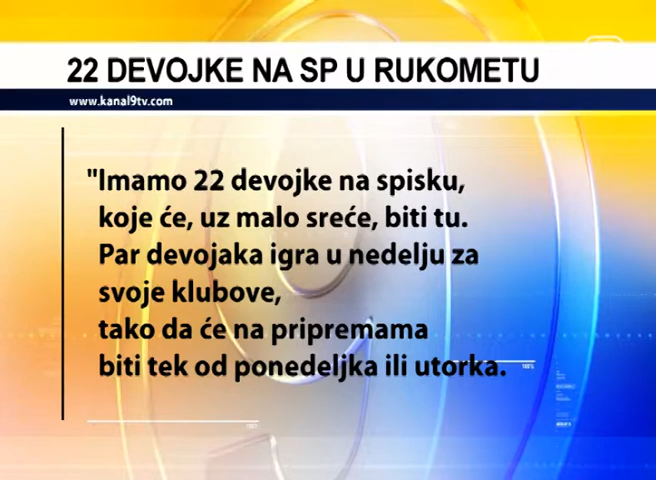 22 DEVOJKE NA SP U RUKOMETU
www.kanal9tv.com
"Imamo 22 devojke na spisku,
koje će, uz malo sreće, biti tu.
Par devojaka igra u nedelju za
svoje klubove,
tako da će na pripremama
biti tek od ponedeljka ili utorka.
100%